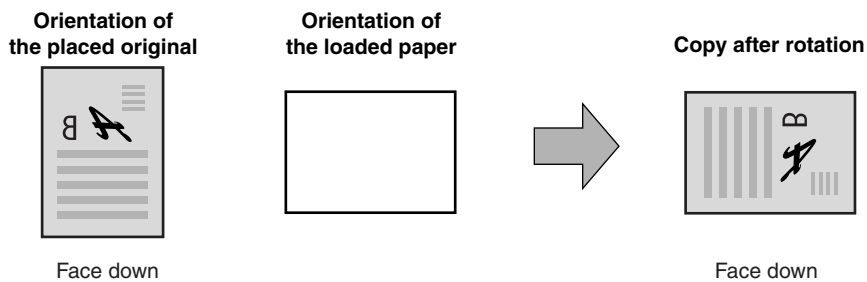 Orientation of
the placed original
Orientation of
the loaded paper
Copy after rotation
B A
B
A
Face down
Face down